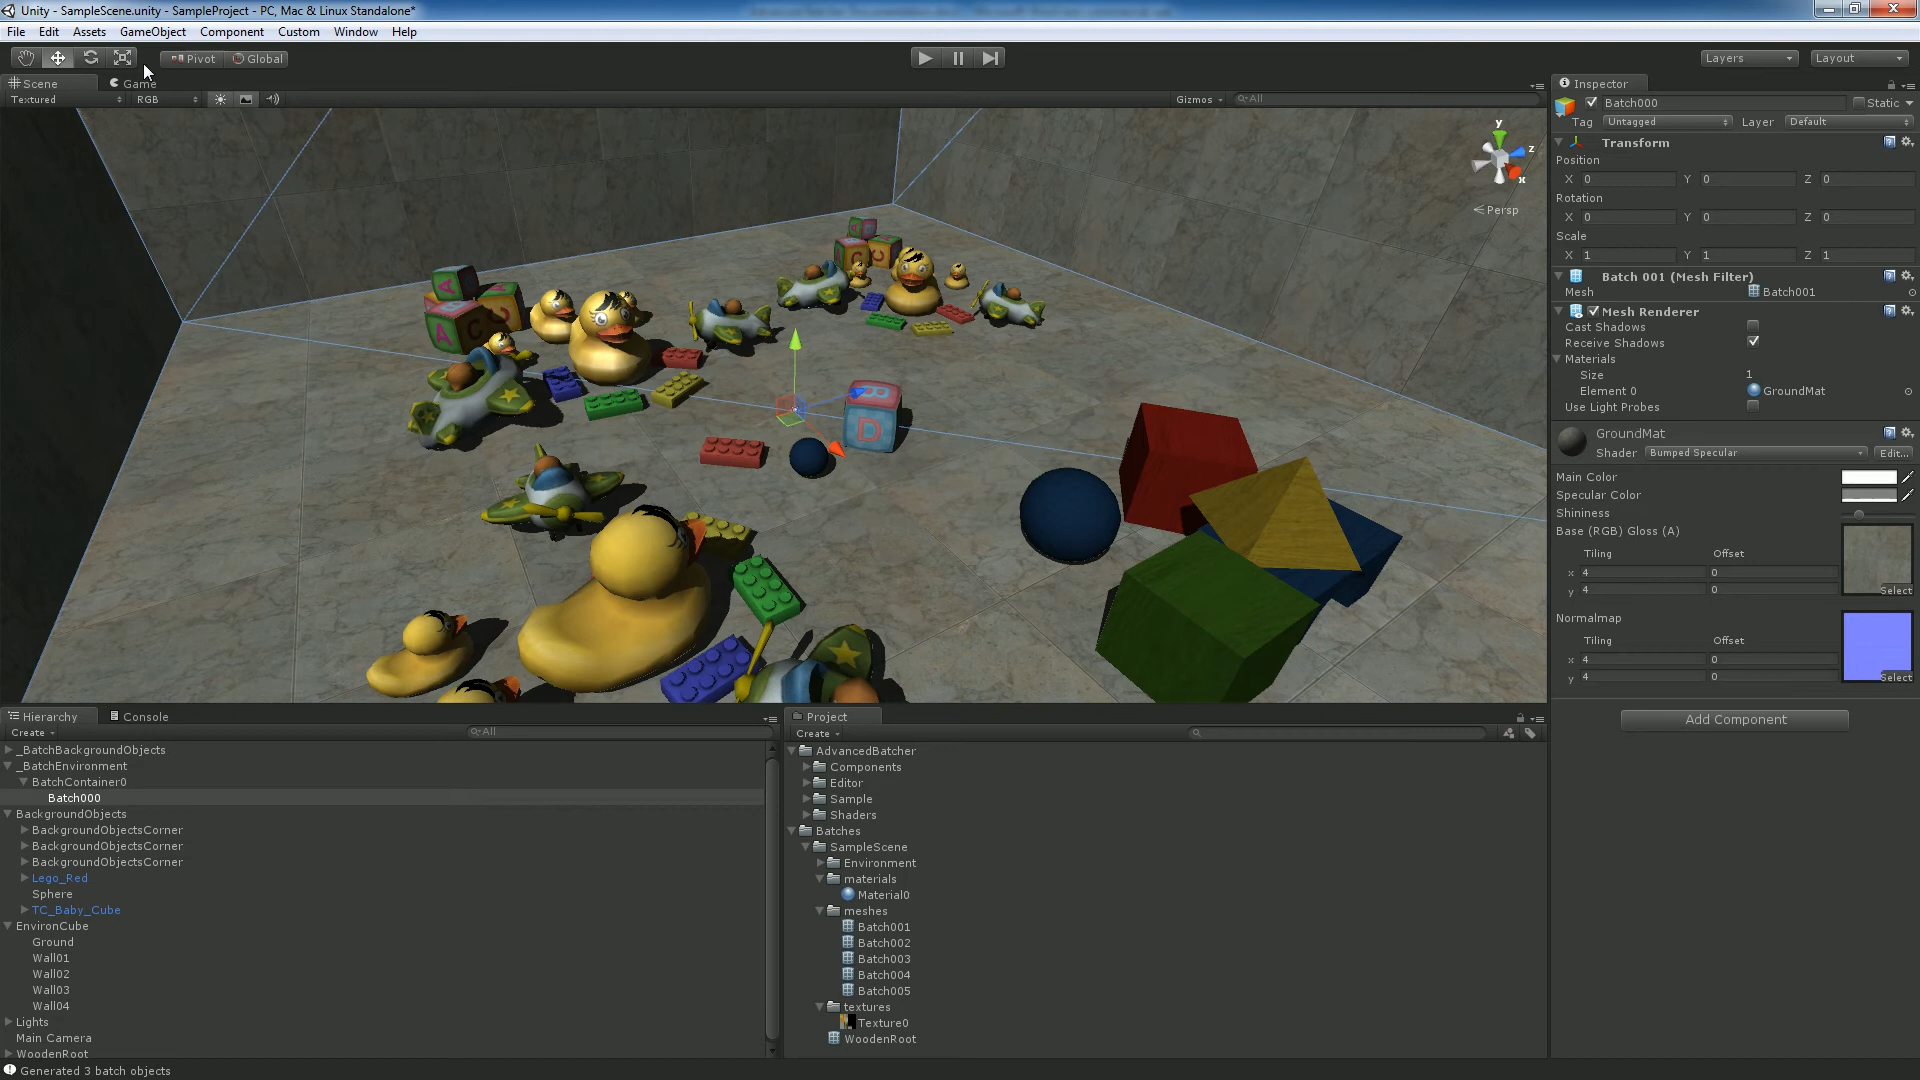 Unity - SampleScene.unity - SampleProject - PC, Mac & Linux Standalone*
File Edit Assets GameObject Component Custom Window Help
Pivot Global Layers Layout
Scene Game
Textured RGB Gizmos All
y
z
x
Persp
Inspector
Batch000 Static
Tag Untagged Layer Default
Transform
Position
X 0 Y 0 Z 0
Rotation
X 0 Y 0 Z 0
Scale
X 1 Y 1 Z 1
Batch 001 (Mesh Filter)
Mesh Batch001
Mesh Renderer
Cast Shadows
Receive Shadows
Materials
Size 1
Element 0 GroundMat
Use Light Probes
GroundMat
Shader Bumped Specular Edit...
Main Color
Specular Color
Shininess
Base (RGB) Gloss (A)
Tiling Offset
x 4 0
y 4 0
Select
Normalmap
Tiling Offset
x 4 0
y 4 0
Select
Add Component
A
C
A
C
B
D
Hierarchy Console
Create All
_BatchBackgroundObjects
_BatchEnvironment
BatchContainer0
Batch000
BackgroundObjects
BackgroundObjectsCorner
BackgroundObjectsCorner
BackgroundObjectsCorner
Lego_Red
Sphere
TC_Baby_Cube
EnvironCube
Ground
Wall01
Wall02
Wall03
Wall04
Lights
Main Camera
WoodenRoot
Project
Create
AdvancedBatcher
Components
Editor
Sample
Shaders
Batches
SampleScene
Environment
materials
Material0
meshes
Batch001
Batch002
Batch003
Batch004
Batch005
textures
Texture0
WoodenRoot
Generated 3 batch objects